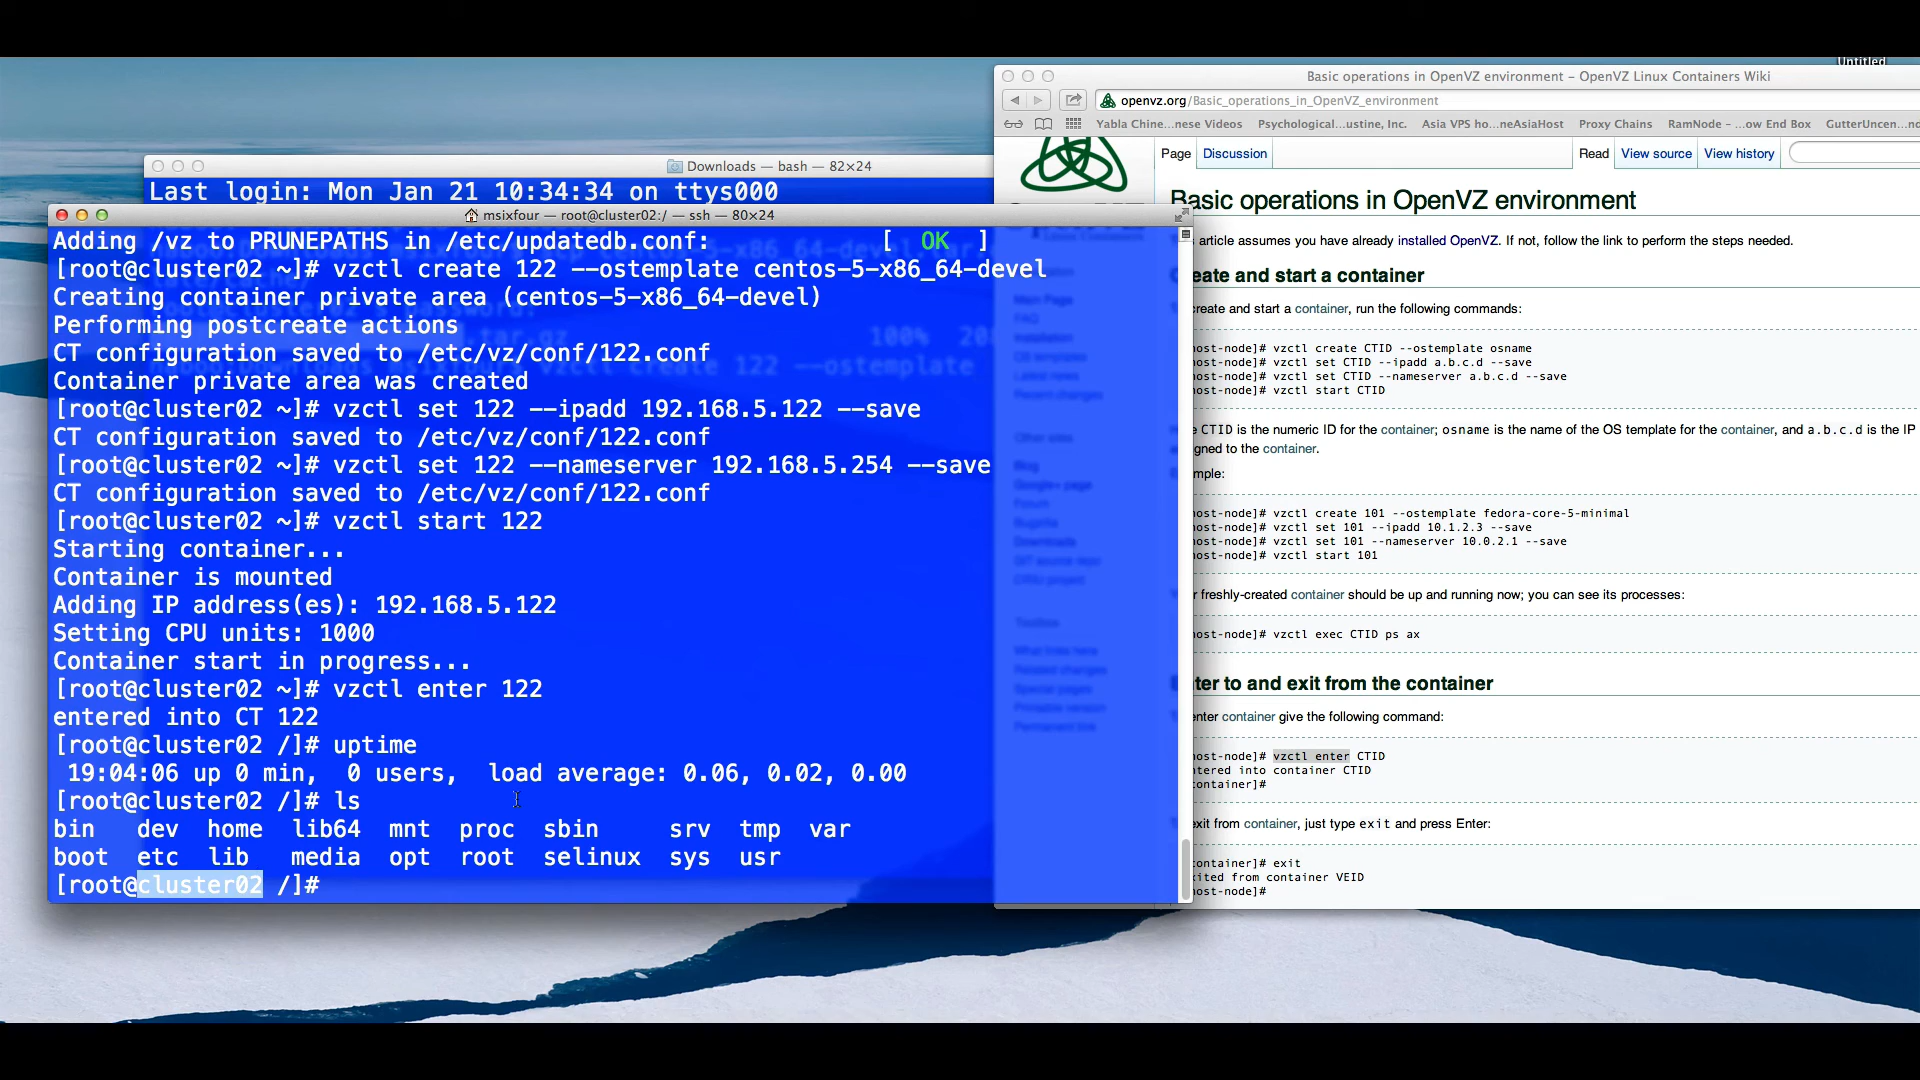 Untitled
Basic operations in OpenVZ environment – OpenVZ Linux Containers Wiki
openvz.org/Basic_operations_in_OpenVZ_environment
Yabla Chine...nese Videos Psychological...ustine, Inc. Asia VPS ho...neAsiaHost Proxy Chains RamNode – ...ow End Box GutterUncen...
Page Discussion Read View source View history
Downloads — bash — 82×24
Last login: Mon Jan 21 10:34:34 on ttys000
msixfour — root@cluster02:/ — ssh — 80×24
Adding /vz to PRUNEPATHS in /etc/updatedb.conf: [ OK ]
[root@cluster02 ~]# vzctl create 122 --ostemplate centos-5-x86_64-devel
Creating container private area (centos-5-x86_64-devel)
Performing postcreate actions
CT configuration saved to /etc/vz/conf/122.conf
Container private area was created
[root@cluster02 ~]# vzctl set 122 --ipadd 192.168.5.122 --save
CT configuration saved to /etc/vz/conf/122.conf
[root@cluster02 ~]# vzctl set 122 --nameserver 192.168.5.254 --save
CT configuration saved to /etc/vz/conf/122.conf
[root@cluster02 ~]# vzctl start 122
Starting container...
Container is mounted
Adding IP address(es): 192.168.5.122
Setting CPU units: 1000
Container start in progress...
[root@cluster02 ~]# vzctl enter 122
entered into CT 122
[root@cluster02 /]# uptime
19:04:06 up 0 min, 0 users, load average: 0.06, 0.02, 0.00
[root@cluster02 /]# ls
bin dev home lib64 mnt proc sbin srv tmp var
boot etc lib media opt root selinux sys usr
[root@cluster02 /]#
Basic operations in OpenVZ environment
article assumes you have already installed OpenVZ. If not, follow the link to perform the steps needed.
eate and start a container
create and start a container, run the following commands:
ost-node]# vzctl create CTID --ostemplate osname
ost-node]# vzctl set CTID --ipadd a.b.c.d --save
ost-node]# vzctl set CTID --nameserver a.b.c.d --save
ost-node]# vzctl start CTID
CTID is the numeric ID for the container; osname is the name of the OS template for the container, and a.b.c.d is the IP
gned to the container.
mple:
ost-node]# vzctl create 101 --ostemplate fedora-core-5-minimal
ost-node]# vzctl set 101 --ipadd 10.1.2.3 --save
ost-node]# vzctl set 101 --nameserver 10.0.2.1 --save
ost-node]# vzctl start 101
r freshly-created container should be up and running now; you can see its processes:
ost-node]# vzctl exec CTID ps ax
ter to and exit from the container
enter container give the following command:
ost-node]# vzctl enter CTID
ntered into container CTID
ontainer]#
exit from container, just type exit and press Enter:
ontainer]# exit
xited from container VEID
ost-node]#